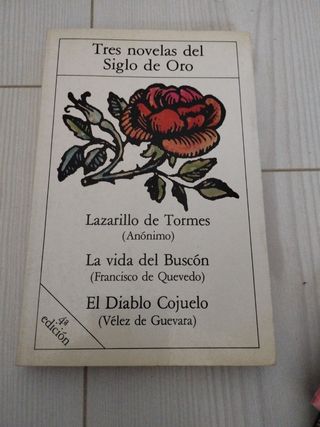 Tres novelas del
Siglo de Oro
Lazarillo de Tormes
(Anónimo)
La vida del Buscón
(Francisco de Quevedo)
El Díablo Cojuelo
(Vélez de Guevara)
4ª
edición